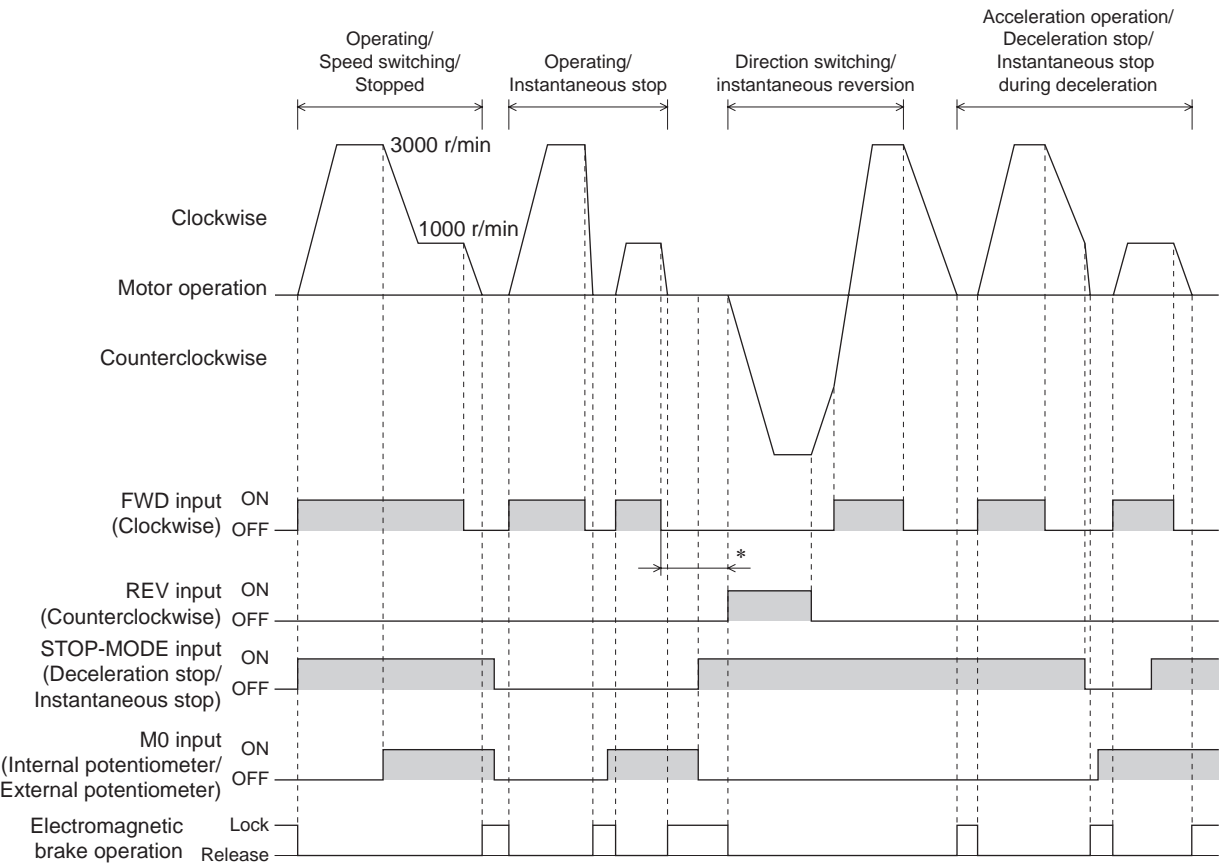 Operating/
Speed switching/
Stopped
Operating/
Instantaneous stop
Direction switching/
instantaneous reversion
Acceleration operation/
Deceleration stop/
Instantaneous stop
during deceleration
3000 r/min
Clockwise
1000 r/min
Motor operation
Counterclockwise
FWD input
(Clockwise)
ON
OFF
*
REV input
(Counterclockwise)
ON
OFF
STOP-MODE input
(Deceleration stop/
Instantaneous stop)
ON
OFF
M0 input
(Internal potentiometer/
External potentiometer)
ON
OFF
Electromagnetic
brake operation
Lock
Release